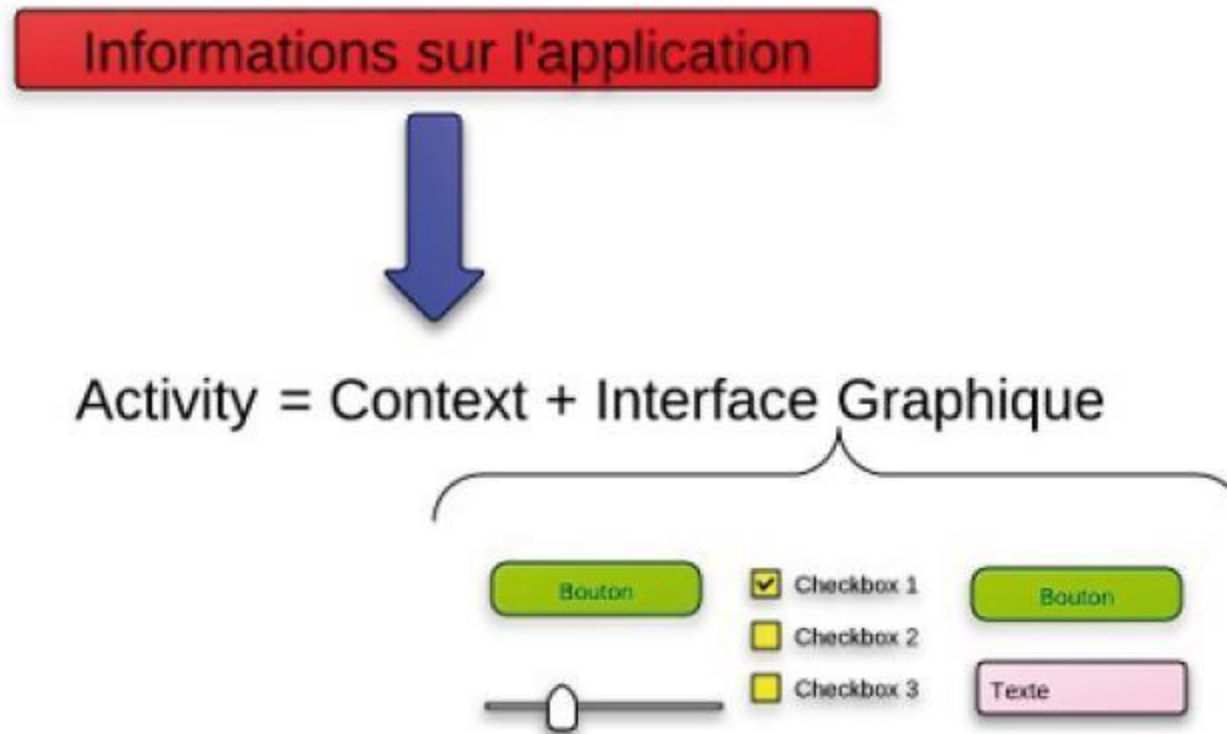 Informations sur l'application
Activity = Context + Interface Graphique
Bouton
Checkbox 1
Bouton
Checkbox 2
Checkbox 3
Texte